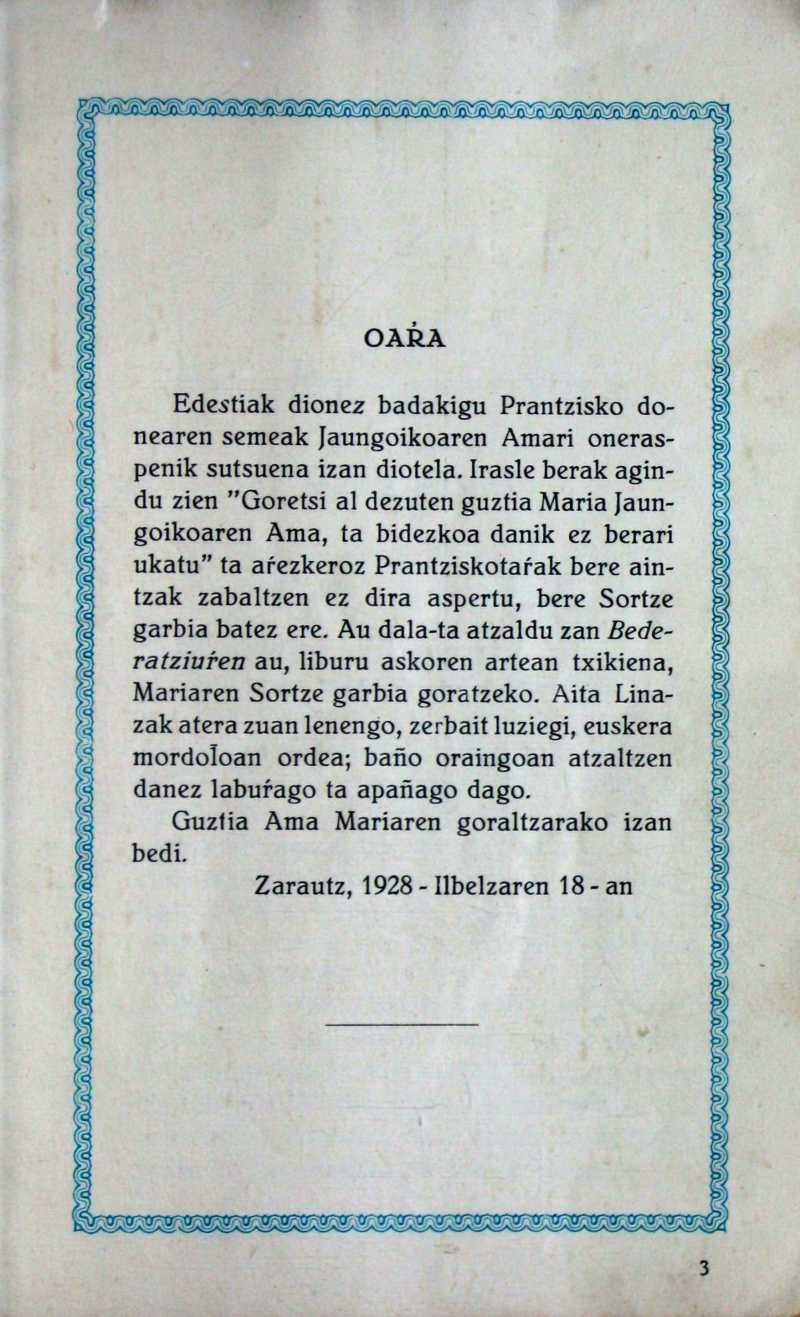 OAŔA
Edestiak dionez badakigu Prantzisko do-
nearen semeak Jaungoikoaren Amari oneras-
penik sutsuena izan diotela. Irasle berak agin-
du zien ”Goretsi al dezuten guztia Maria Jaun-
goikoaren Ama, ta bidezkoa danik ez berari
ukatu” ta aŕezkeroz Prantziskotaŕak bere ain-
tzak zabaltzen ez dira aspertu, bere Sortze
garbia batez ere. Au dala-ta atzaldu zan Bede-
ratziuŕen au, liburu askoren artean txikiena,
Mariaren Sortze garbia goratzeko. Aita Lina-
zak atera zuan lenengo, zerbait luziegi, euskera
mordol̄oan ordea; baño oraingoan atzaltzen
danez labuŕago ta apañago dago.
Guztia Ama Mariaren goraltzarako izan
bedi.
Zarautz, 1928 - Ilbelzaren 18 - an
3